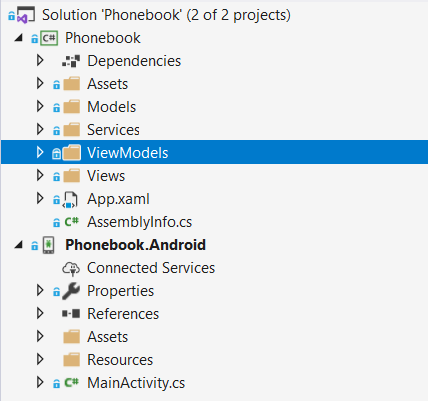 Solution 'Phonebook' (2 of 2 projects)
C# Phonebook
Dependencies
Assets
Models
Services
ViewModels
Views
App.xaml
C# AssemblyInfo.cs
Phonebook.Android
Connected Services
Properties
References
Assets
Resources
C# MainActivity.cs